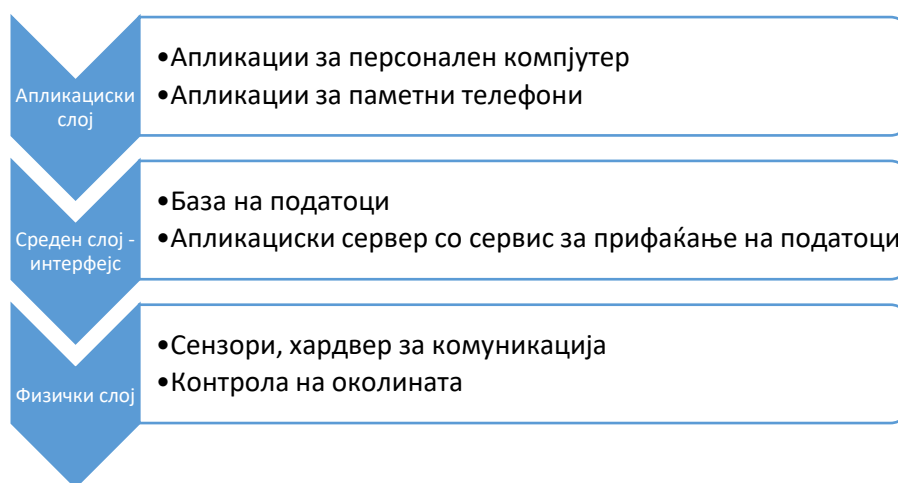 Апликациски
слој
•Апликации за персонален компјутер
•Апликации за паметни телефони
Среден слој -
интерфејс
•База на податоци
•Апликациски сервер со сервис за прифаќање на податоци
Физички слој
•Сензори, хардвер за комуникација
•Контрола на околината